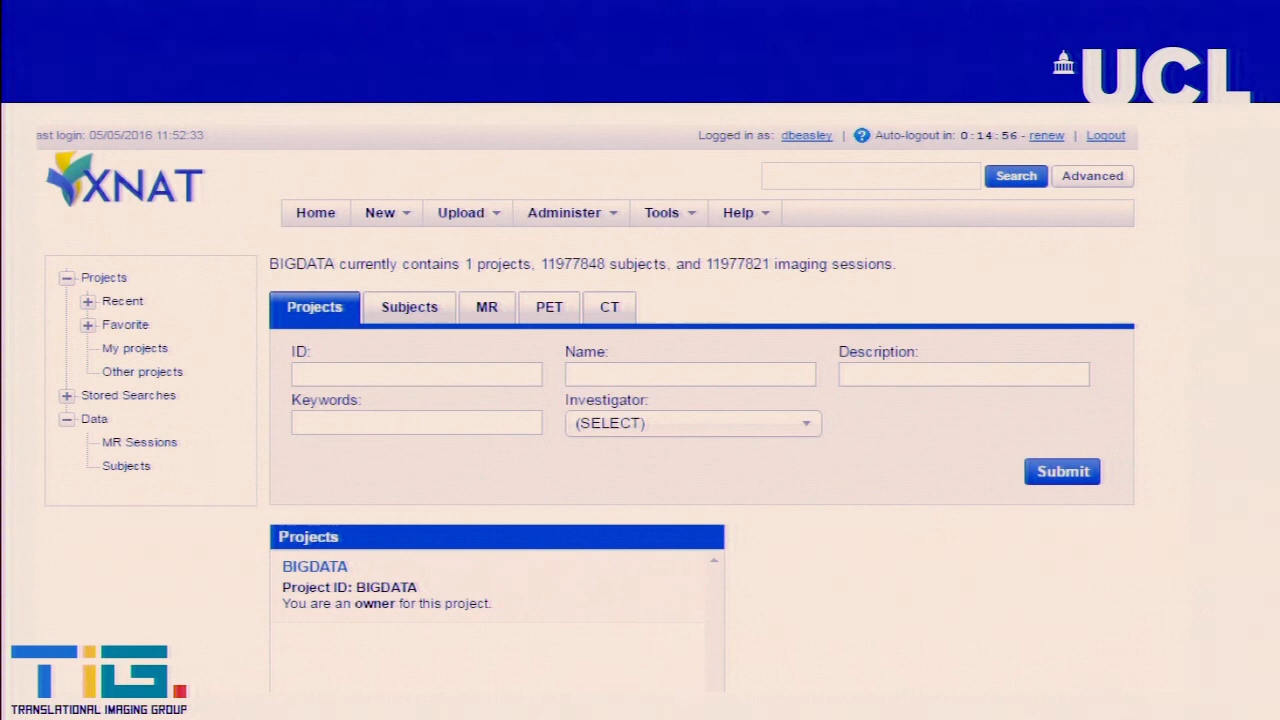 UCL
ast login: 05/05/2016 11:52:33
Logged in as: dbeasley | ? Auto-logout in: 0:14:56 - renew | Logout
XNAT
Search Advanced
Home New Upload Administer Tools Help
Projects
Recent
Favorite
My projects
Other projects
Stored Searches
Data
MR Sessions
Subjects
BIGDATA currently contains 1 projects, 11977848 subjects, and 11977821 imaging sessions.
Projects Subjects MR PET CT
ID: Name: Description:
Keywords: Investigator:
(SELECT)
Submit
Projects
BIGDATA
Project ID: BIGDATA
You are an owner for this project.
TiG.
TRANSLATIONAL IMAGING GROUP